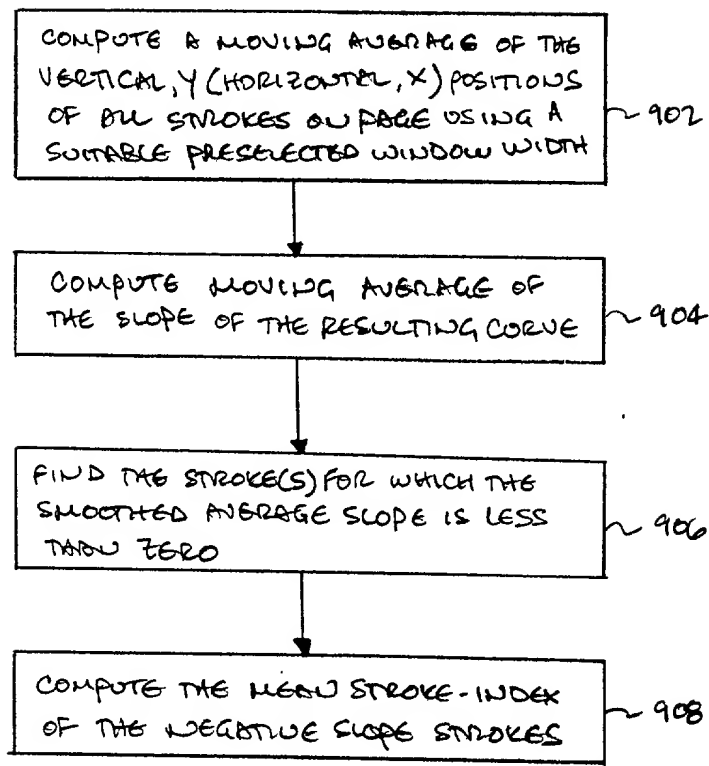 COMPUTE A MOVING AVERAGE OF THE
VERTICAL, Y (HORIZONTAL, X) POSITIONS
OF ALL STROKES ON PAGE USING A
SUITABLE PRESELECTED WINDOW WIDTH
902
COMPUTE MOVING AVERAGE OF
THE SLOPE OF THE RESULTING CURVE
904
FIND THE STROKE(S) FOR WHICH THE
SMOOTHED AVERAGE SLOPE IS LESS
THAN ZERO
906
COMPUTE THE MEAN STROKE-INDEX
OF THE NEGATIVE SLOPE STROKES
908